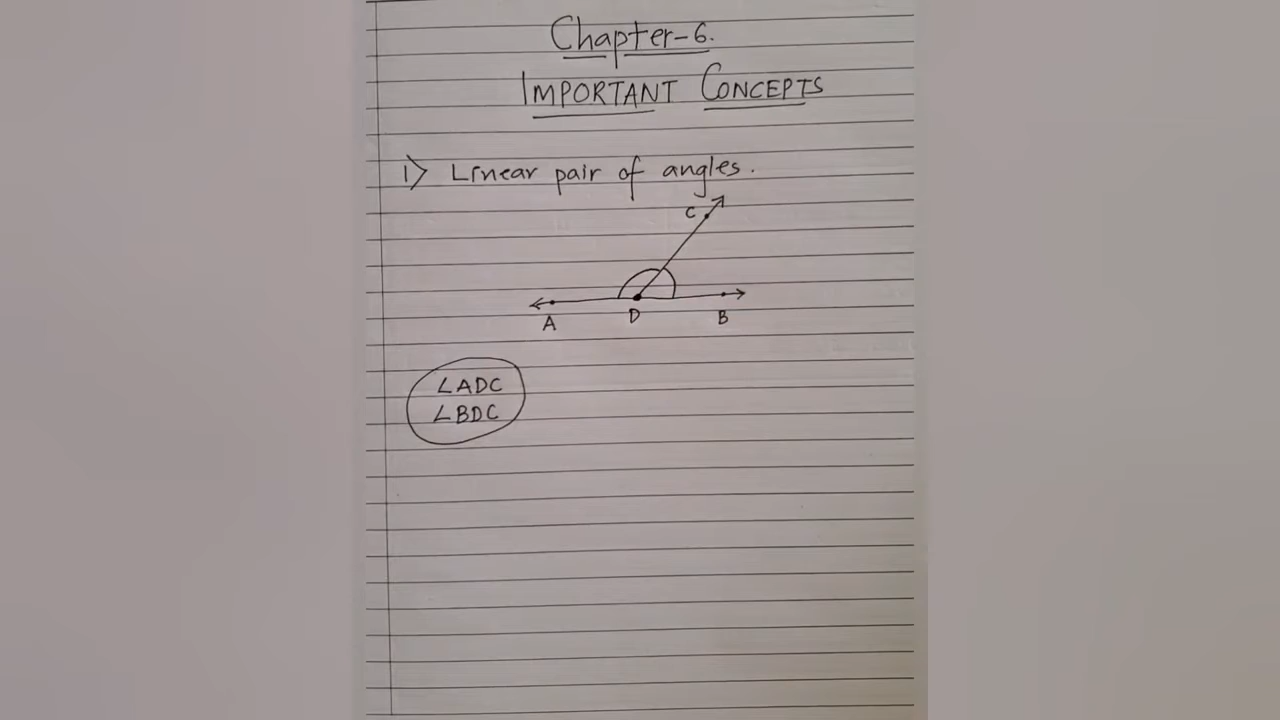 Chapter-6.
IMPORTANT CONCEPTS
1) Linear pair of angles.
C
A D B
∠ADC
∠BDC